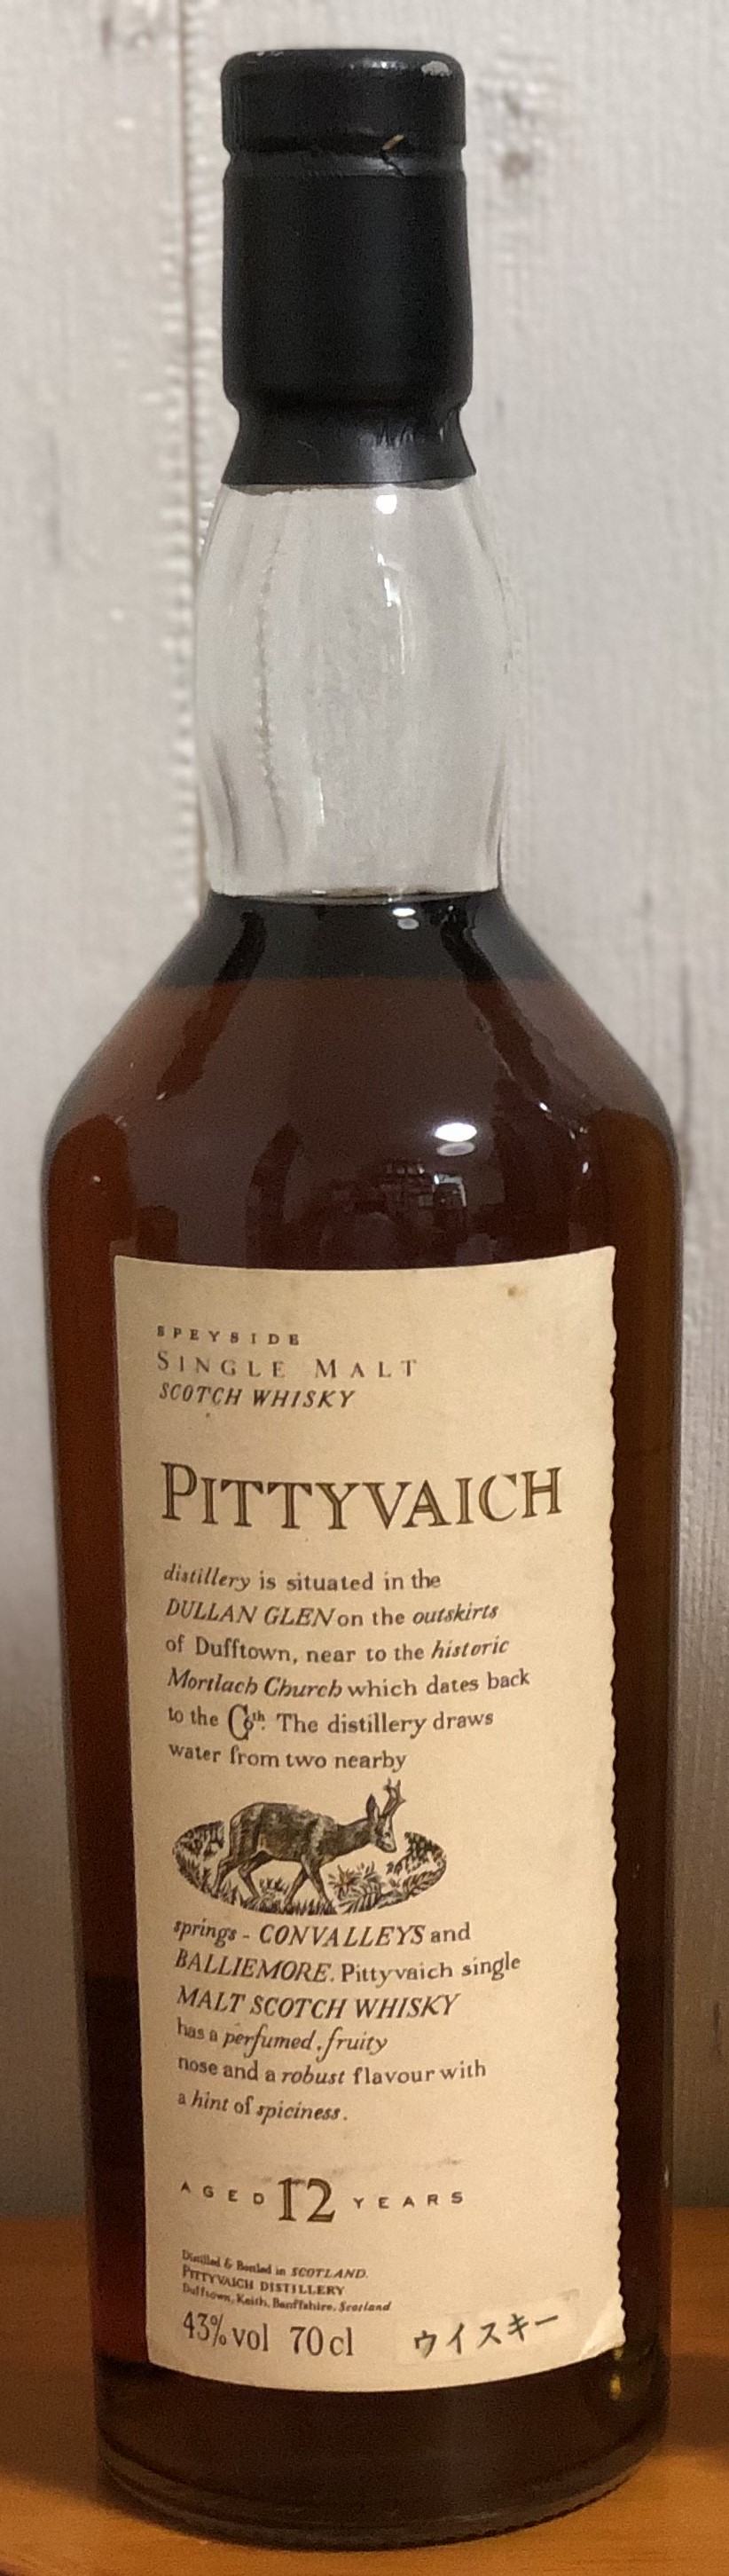 SPEYSIDE
SINGLE MALT
SCOTCH WHISKY
PITTYVAICH
distillery is situated in the
DULLAN GLEN on the outskirts
of Dufftown, near to the historic
Mortlach Church which dates back
to the C6th. The distillery draws
water from two nearby
springs - CONVALLEYS and
BALLIEMORE. Pittyvaich single
MALT SCOTCH WHISKY
has a perfumed, fruity
nose and a robust flavour with
a hint of spiciness.
AGED 12 YEARS
Distilled & Bottled in SCOTLAND.
PITTYVAICH DISTILLERY
Dufftown, Keith, Banffshire, Scotland
43% vol 70 cl ウイスキー